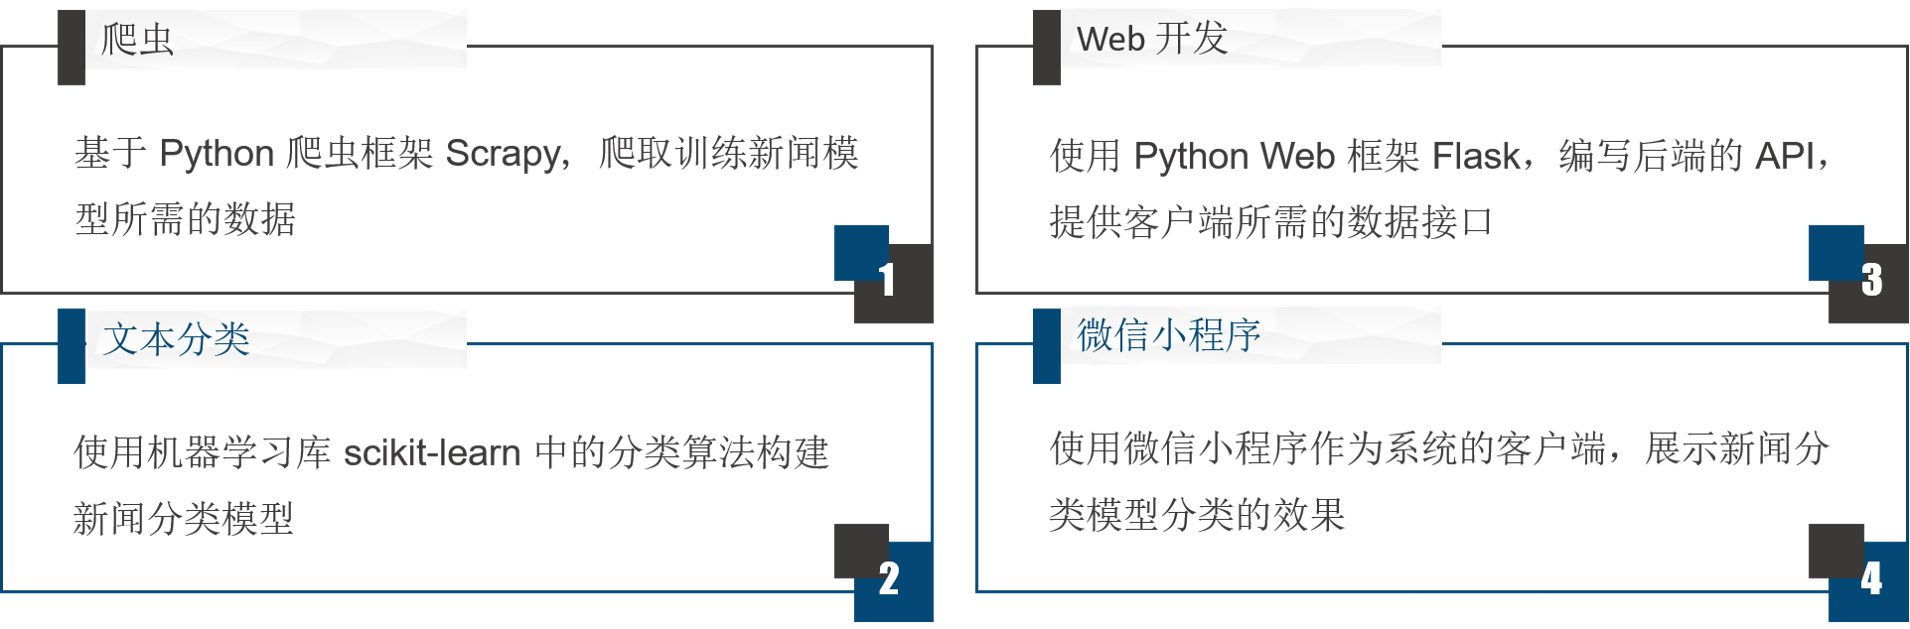 爬虫
基于 Python 爬虫框架 Scrapy，爬取训练新闻模
型所需的数据
1
文本分类
使用机器学习库 scikit-learn 中的分类算法构建
新闻分类模型
2
Web 开发
使用 Python Web 框架 Flask，编写后端的 API，
提供客户端所需的数据接口
3
微信小程序
使用微信小程序作为系统的客户端，展示新闻分
类模型分类的效果
4